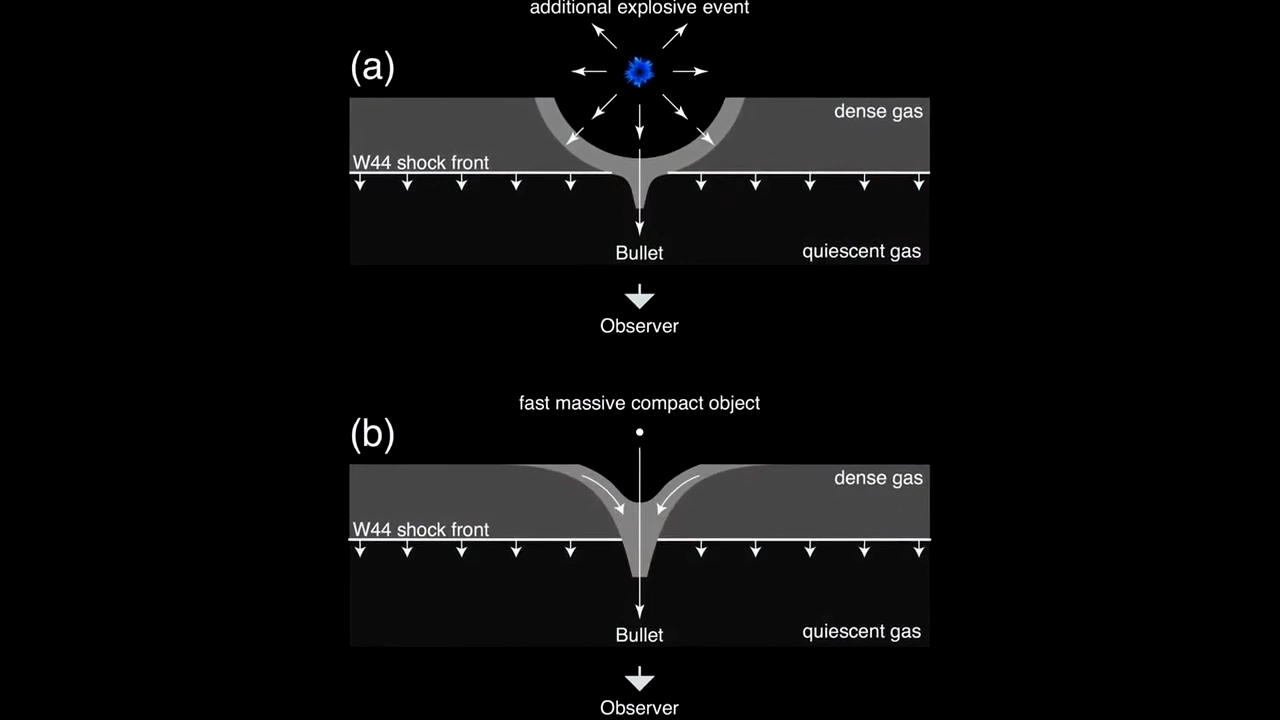 additional explosive event
(a)
dense gas
W44 shock front
Bullet
quiescent gas
Observer
fast massive compact object
(b)
dense gas
W44 shock front
Bullet
quiescent gas
Observer